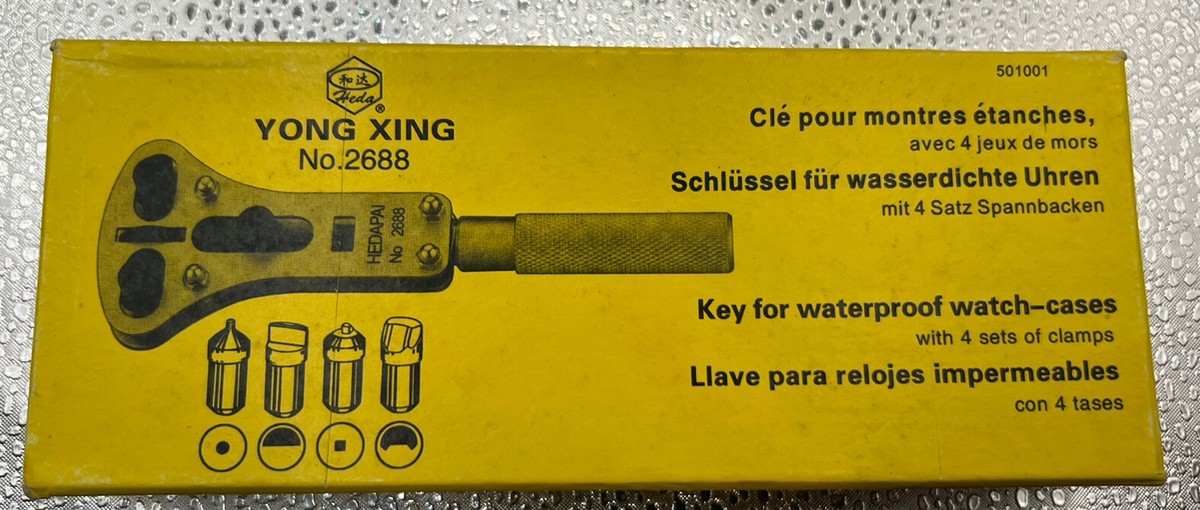 和达
Heda
®
YONG XING
No.2688
HEDAPAI
No 2688
501001
Clé pour montres étanches,
avec 4 jeux de mors
Schlüssel für wasserdichte Uhren
mit 4 Satz Spannbacken
Key for waterproof watch-cases
with 4 sets of clamps
Llave para relojes impermeables
con 4 tases